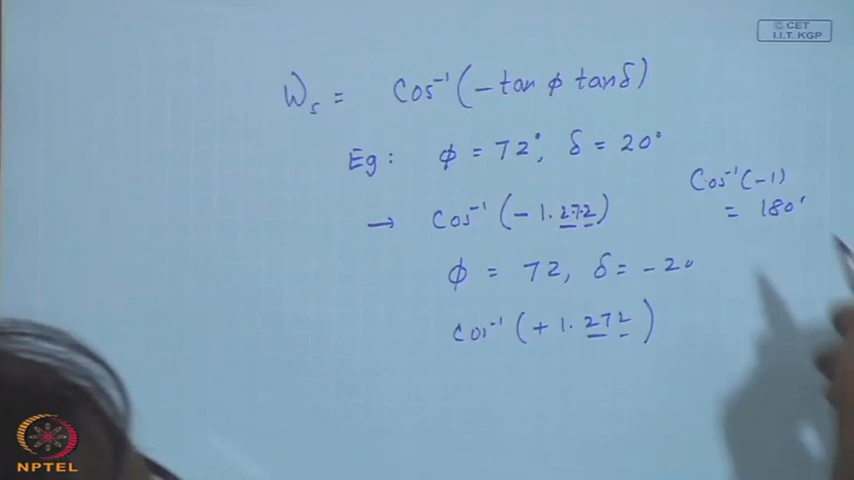 © CET
I.I.T. KGP
Wₛ = Cos⁻¹(-tan ϕ tan δ)
Eg : ϕ = 72°, δ = 20°
Cos⁻¹(-1)
= 180°
→ Cos⁻¹(-1.272)
ϕ = 72, δ = -20
Cos⁻¹(+1.272)
NPTEL